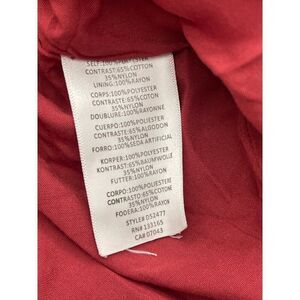 SELF:100%POLYESTER
CONTRAST:65%COTTON
35%NYLON
LINING:100%RAYON
CORPS:100%POLYESTER
CONTRASTE:65%COTON
35%NYLON
DOUBLURE:100%RAYONNE
CUERPO:100%POLYESTER
CONTRASTE:65%ALGODON
35%NYLON
FORRO:100%SEDA ARTIFICIAL
KORPER:100%POLYESTER
KONTRAST:65%BAUMWOLLE
35%NYLON
FUTTER:100%RAYON
CORPO:100%POLYESTER
CONTRASTO:65%COTONE
35%NYLON
FODERA:100%RAYON
STYLE#:D52477
RN# 133165
CA# 07043